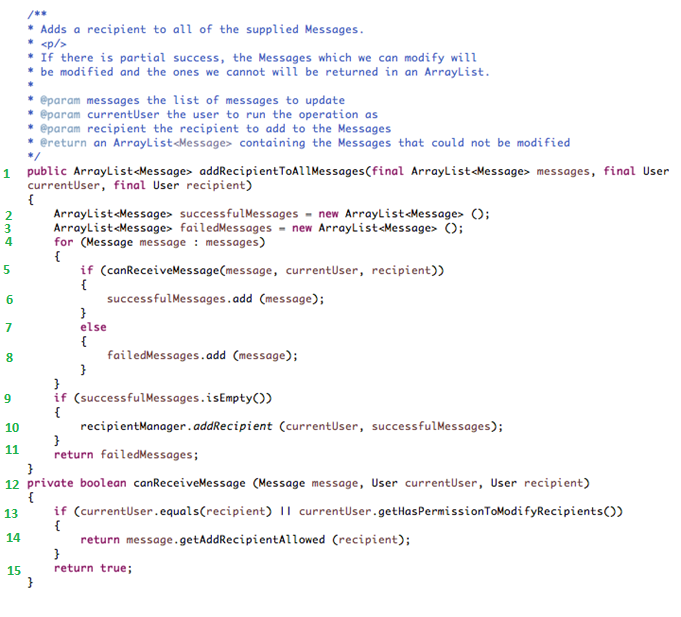 /**
* Adds a recipient to all of the supplied Messages.
* <p/>
* If there is partial success, the Messages which we can modify will
* be modified and the ones we cannot will be returned in an ArrayList.
*
* @param messages the list of messages to update
* @param currentUser the user to run the operation as
* @param recipient the recipient to add to the Messages
* @return an ArrayList<Message> containing the Messages that could not be modified
*/
1 public ArrayList<Message> addRecipientToAllMessages(final ArrayList<Message> messages, final User
currentUser, final User recipient)
{
2 ArrayList<Message> successfulMessages = new ArrayList<Message> ();
3 ArrayList<Message> failedMessages = new ArrayList<Message> ();
4 for (Message message : messages)
{
5 if (canReceiveMessage(message, currentUser, recipient))
{
6 successfulMessages.add (message);
}
7 else
{
8 failedMessages.add (message);
}
}
9 if (successfulMessages.isEmpty())
{
10 recipientManager.addRecipient (currentUser, successfulMessages);
}
11 return failedMessages;
}
12 private boolean canReceiveMessage (Message message, User currentUser, User recipient)
{
13 if (currentUser.equals(recipient) || currentUser.getHasPermissionToModifyRecipients())
{
14 return message.getAddRecipientAllowed (recipient);
}
15 return true;
}